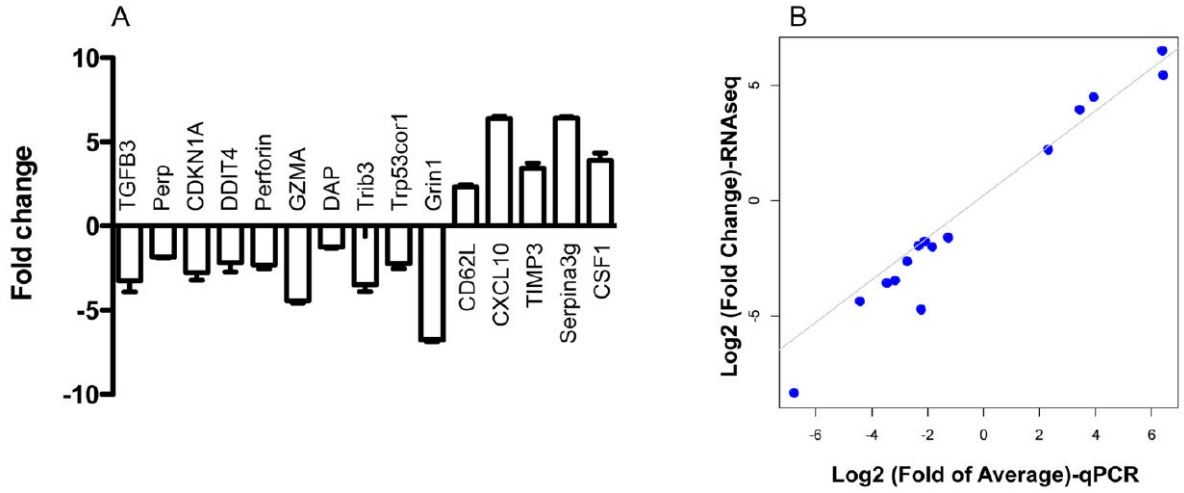 A
Fold change
10
5
0
-5
-10
TGFB3
Perp
CDKN1A
DDIT4
Perforin
GZMA
DAP
Trib3
Trp53cor1
Grin1
CD62L
CXCL10
TIMP3
Serpina3g
CSF1
B
Log2 (Fold Change)-RNAseq
5
0
-5
-6
-4
-2
0
2
4
6
Log2 (Fold of Average)-qPCR